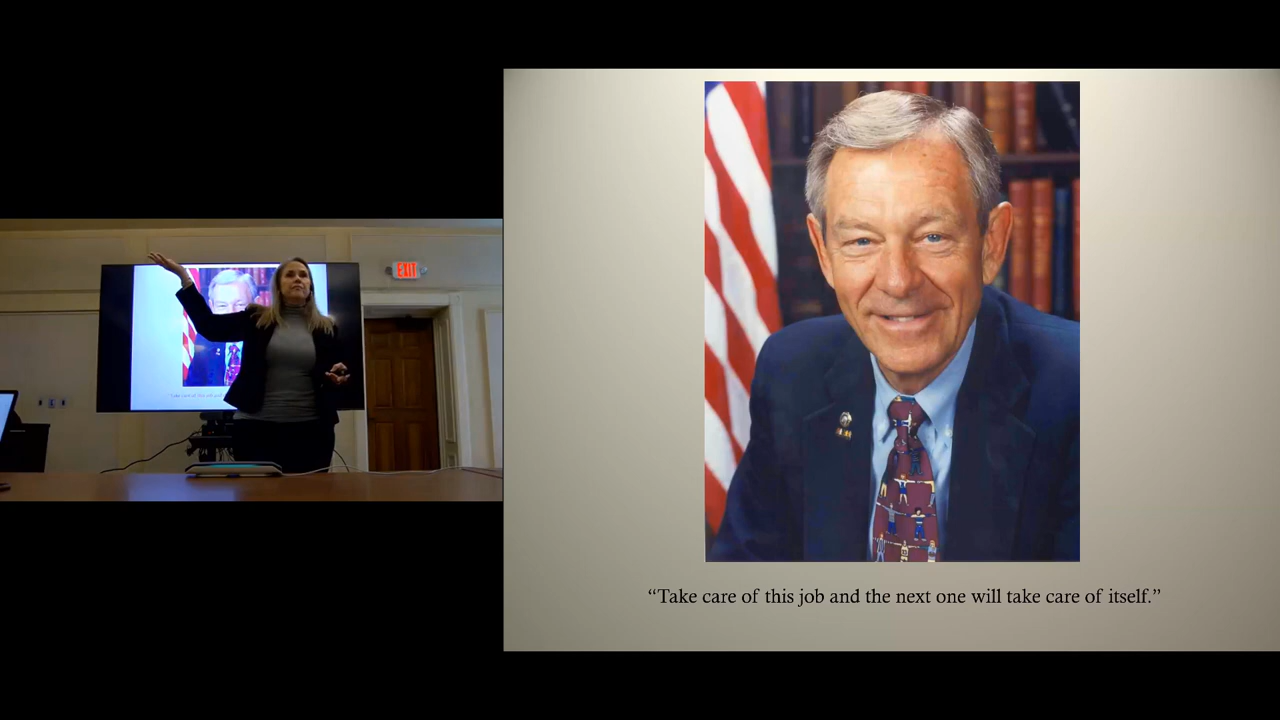 EXIT
“Take care of this job and the next one will take care of itself.”